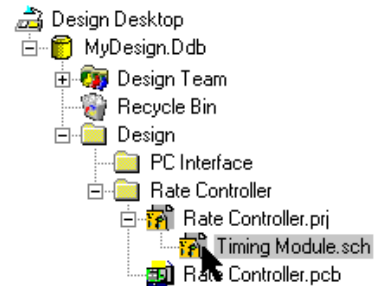 Design Desktop
MyDesign.Ddb
Design Team
Recycle Bin
Design
PC Interface
Rate Controller
Rate Controller.prj
Timing Module.sch
Rate Controller.pcb